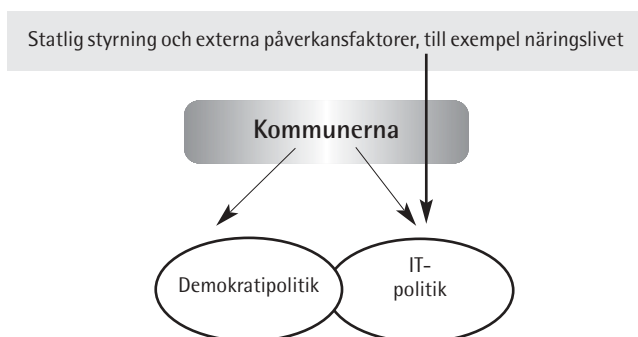 Statlig styrning och externa påverkansfaktorer, till exempel näringslivet
Kommunerna
Demokratipolitik
IT-
politik